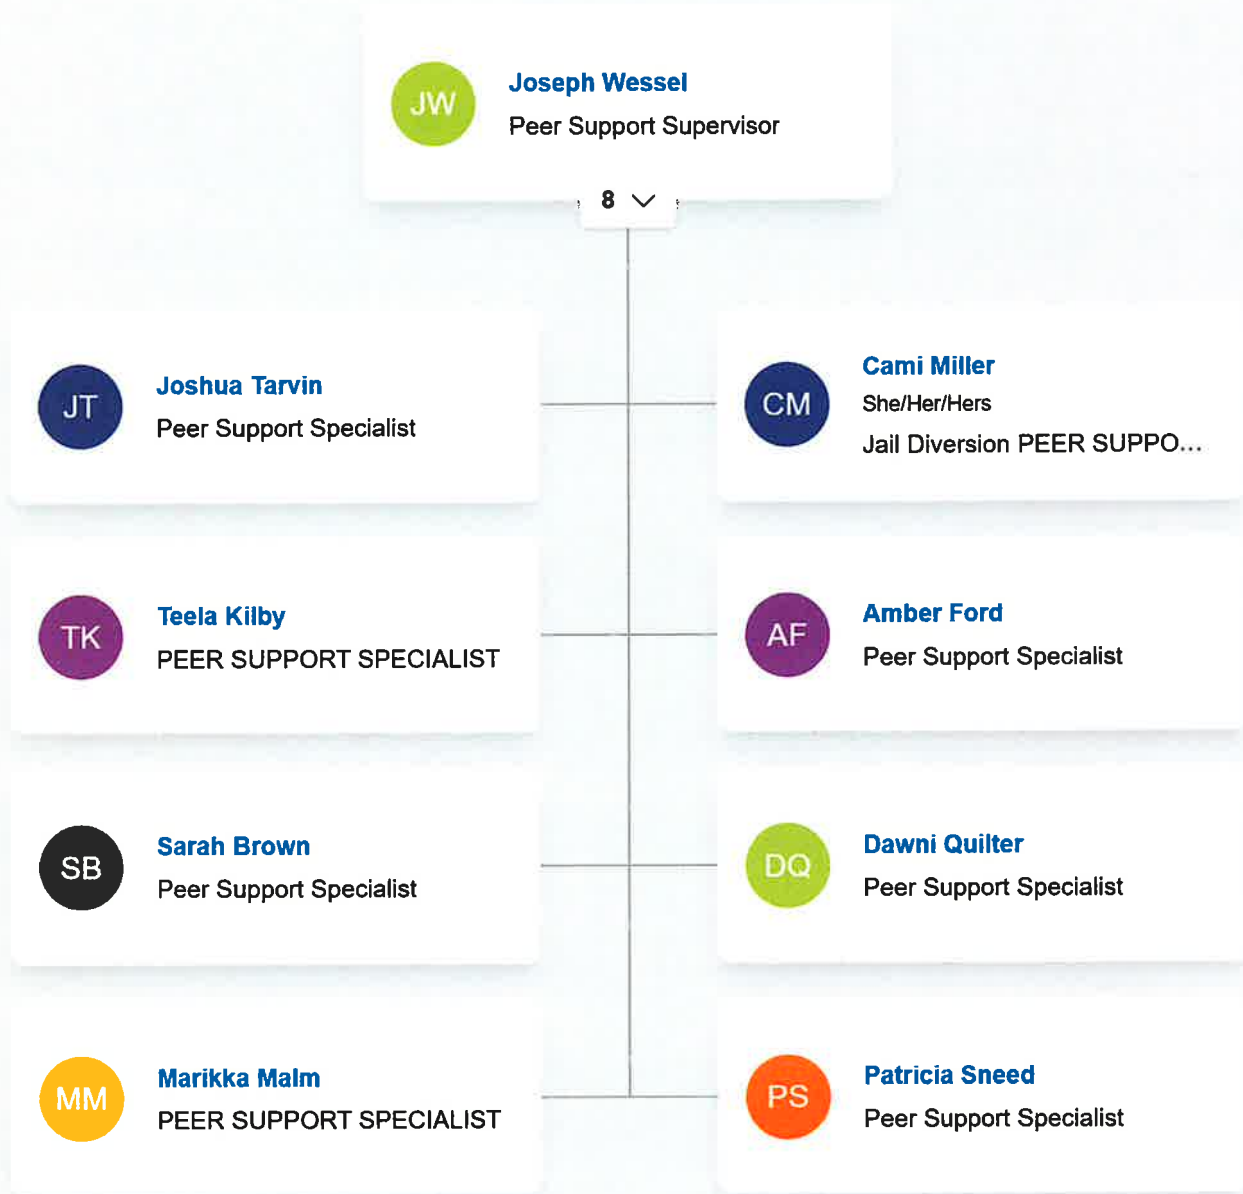 JW
Joseph Wessel
Peer Support Supervisor
8
JT
Joshua Tarvin
Peer Support Specialist
CM
Cami Miller
She/Her/Hers
Jail Diversion PEER SUPPO...
TK
Teela Kilby
PEER SUPPORT SPECIALIST
AF
Amber Ford
Peer Support Specialist
SB
Sarah Brown
Peer Support Specialist
DQ
Dawni Quilter
Peer Support Specialist
MM
Marikka Malm
PEER SUPPORT SPECIALIST
PS
Patricia Sneed
Peer Support Specialist